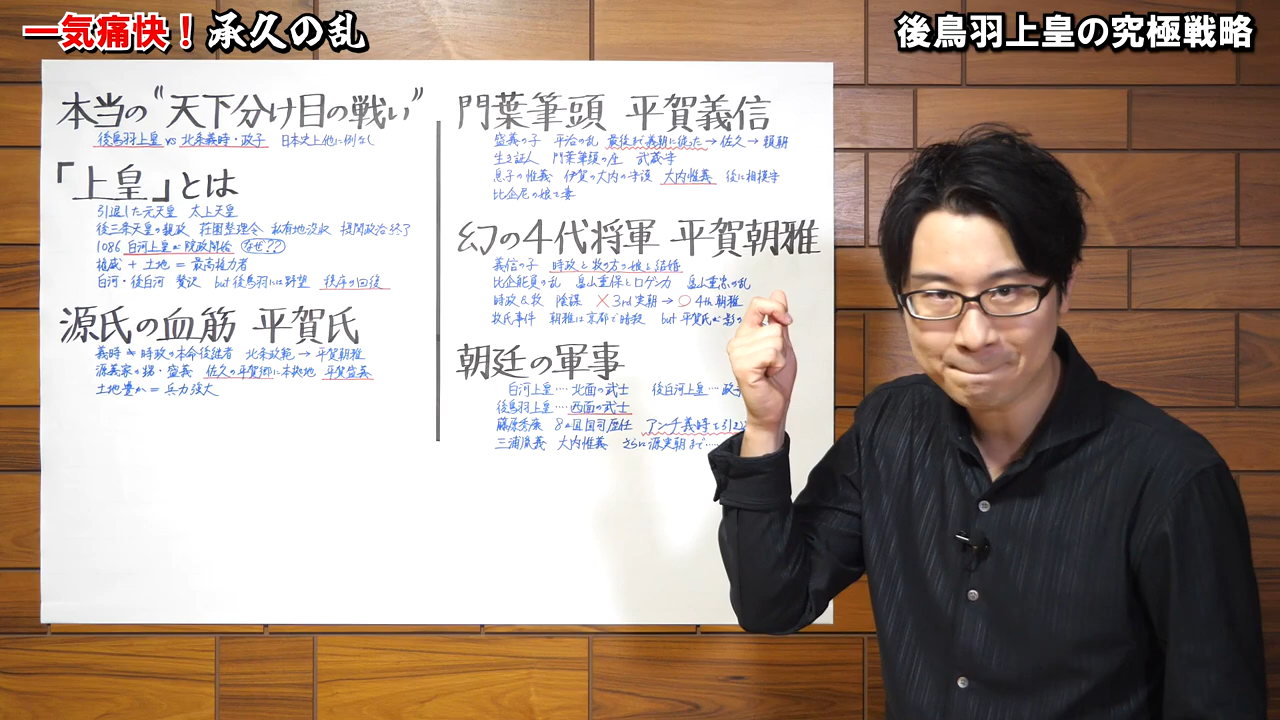 一気痛快！承久の乱
後鳥羽上皇の究極戦略
本当の“天下分け目の戦い”
後鳥羽上皇 vs 北条義時・政子 日本史上他に例なし
「上皇」とは
引退した元天皇 太上天皇
後三条天皇の親政 荘園整理令 私有地没収 摂関政治終了
1086 白河上皇が院政開始 なぜ??
権威 + 土地 = 最高権力者
白河・後白河 贅沢 but 後鳥羽には野望 秩序の回復
源氏の血筋 平賀氏
義時 ≠ 時政の本命後継者 北条政範 → 平賀朝雅
源義家の甥・盛義 佐久の平賀郷に本拠地 平賀盛義
土地豊か = 兵力強大
門葉筆頭 平賀義信
盛義の子 平治の乱 最後まで義朝に従った → 佐久 → 頼朝
生き証人 門葉筆頭の座 武蔵守
息子の惟義 伊賀の大内の守護 大内惟義 後に相模守
比企尼の娘で妻
幻の4代将軍 平賀朝雅
義信の子 時政と牧の方の娘と結婚
比企能員の乱 畠山重保と口ゲンカ 畠山重忠の乱
時政&牧 陰謀 ×3rd実朝 → ○4th朝雅
牧氏事件 朝雅は京都で暗殺 but 平賀氏が影の
朝廷の軍事
白河上皇…北面の武士 後白河上皇…政子
後鳥羽上皇…西面の武士
藤原秀康 8ヵ国国司歴任 アンチ義時を引
三浦胤義 大内惟義 さらに源実朝まで……